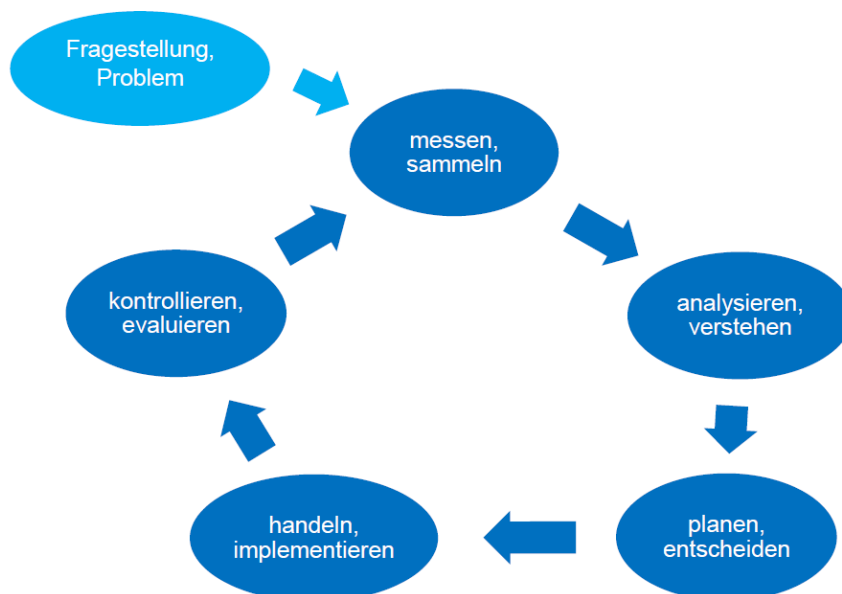 Fragestellung,
Problem
messen,
sammeln
analysieren,
verstehen
planen,
entscheiden
handeln,
implementieren
kontrollieren,
evaluieren